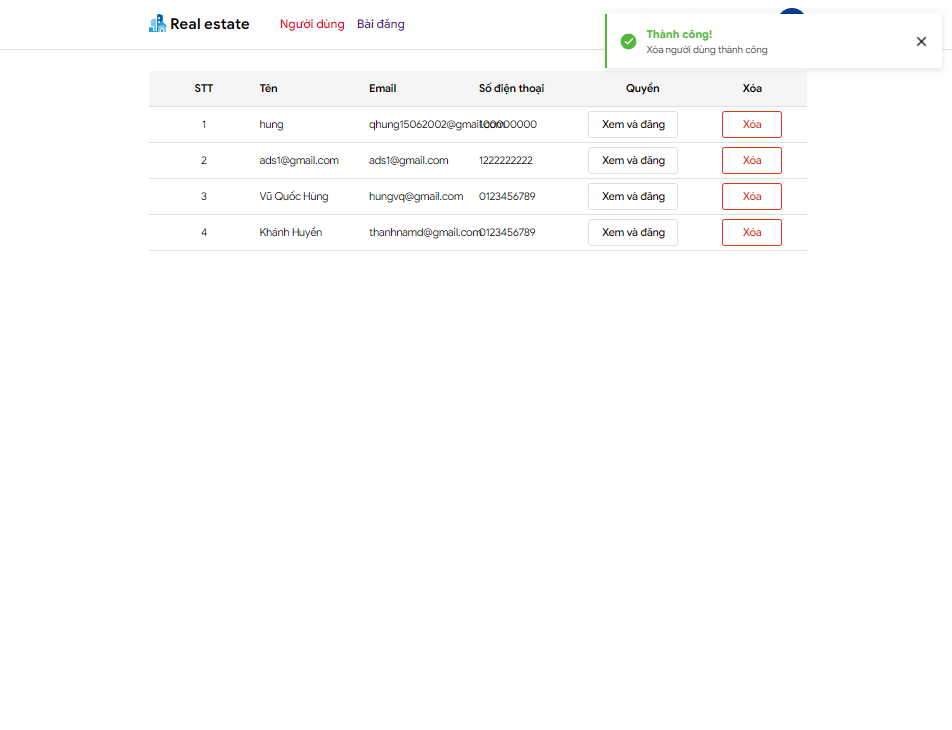 Real estate Người dùng Bài đăng
Thành công!
Xóa người dùng thành công
STT Tên Email Số điện thoại Quyền Xóa
1 hung qhung15062002@gmail.com Xem và đăng Xóa
2 ads1@gmail.com ads1@gmail.com 1222222222 Xem và đăng Xóa
3 Vũ Quốc Hùng hungvq@gmail.com 0123456789 Xem và đăng Xóa
4 Khánh Huyền thanhnamd@gmail.com 0123456789 Xem và đăng Xóa